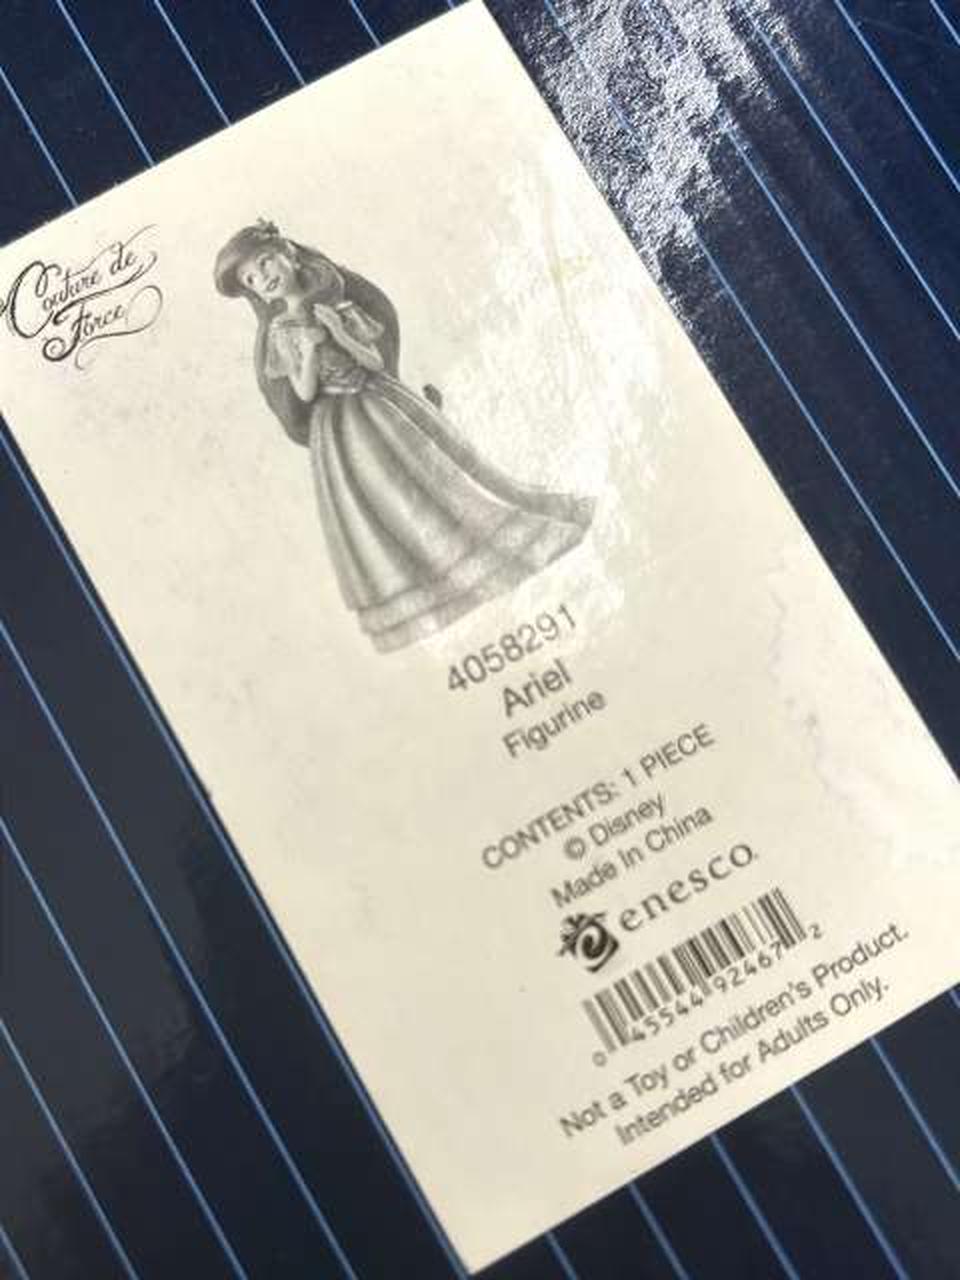 Couture de
Force
4058291
Ariel
Figurine
CONTENTS: 1 PIECE
© Disney
Made In China
enesco.
0 45544 92467 2
Not a Toy or Children's Product.
Intended for Adults Only.